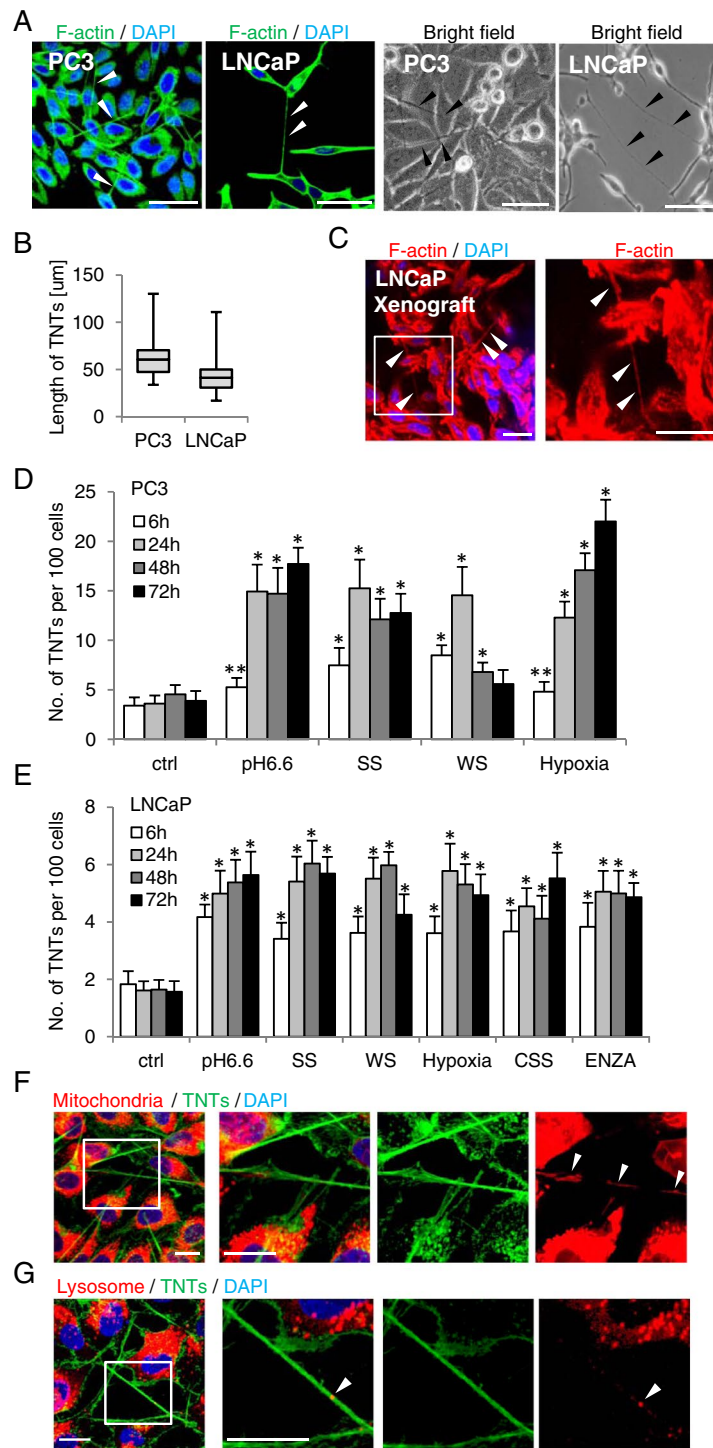 A
F-actin / DAPI
F-actin / DAPI
Bright field
Bright field
PC3
LNCaP
PC3
LNCaP
B
Length of TNTs [um]
150
100
50
0
PC3 LNCaP
C
F-actin / DAPI
F-actin
LNCaP
Xenograft
D
No. of TNTs per 100 cells
25
20
15
10
5
0
PC3
6h
24h
48h
72h
** * * *
* * * *
* * *
** * * *
ctrl pH6.6 SS WS Hypoxia
E
No. of TNTs per 100 cells
8
6
4
2
0
LNCaP
6h
24h
48h
72h
* * * *
* * * *
* * * *
* * * *
* * * *
* * * *
ctrl pH6.6 SS WS Hypoxia CSS ENZA
F
Mitochondria / TNTs / DAPI
G
Lysosome / TNTs / DAPI